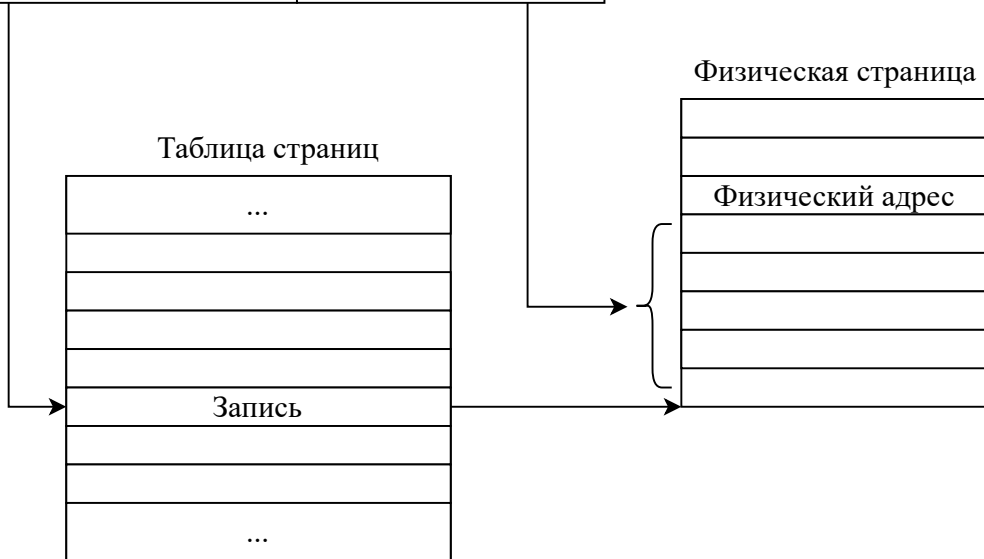 Физическая страница
Таблица страниц
Физический адрес
...
Запись
...